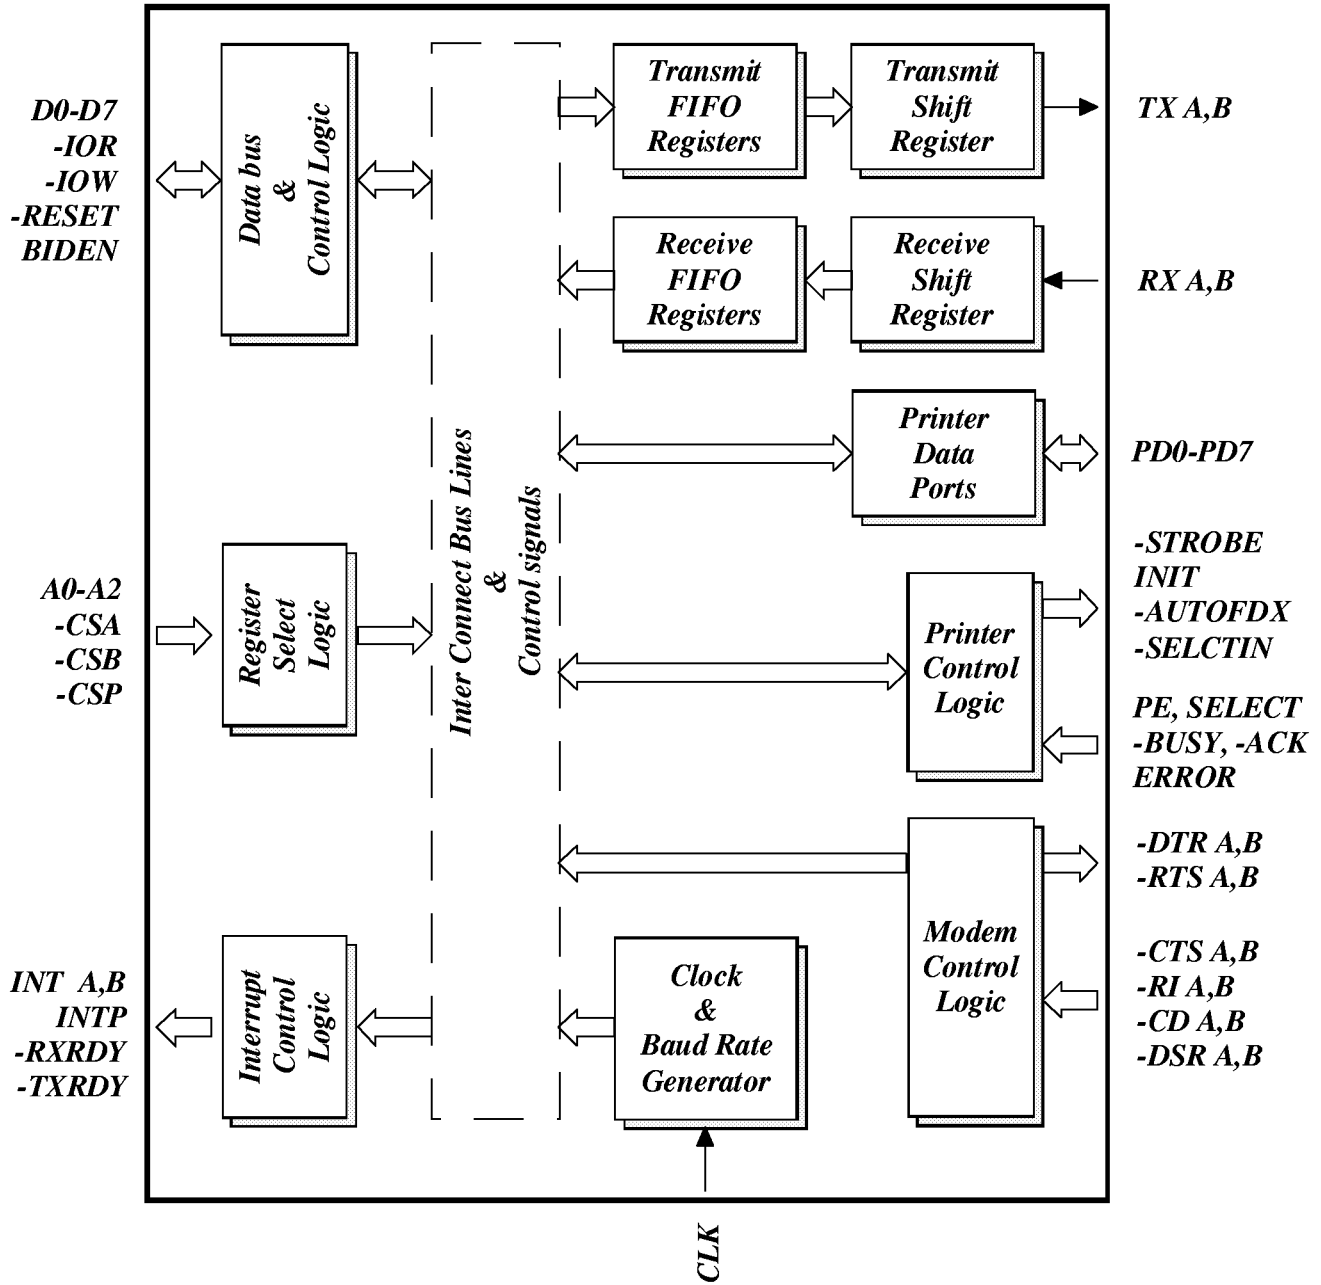 D0-D7
-IOR
-IOW
-RESET
BIDEN
Data bus
&
Control Logic
A0-A2
-CSA
-CSB
-CSP
Register
Select
Logic
INT A,B
INTP
-RXRDY
-TXRDY
Interrupt
Control
Logic
Inter Connect Bus Lines
&
Control signals
Transmit
FIFO
Registers
Transmit
Shift
Register
TX A,B
Receive
FIFO
Registers
Receive
Shift
Register
RX A,B
Printer
Data
Ports
PD0-PD7
Printer
Control
Logic
-STROBE
INIT
-AUTOFDX
-SELCTIN
PE, SELECT
-BUSY, -ACK
ERROR
Modem
Control
Logic
-DTR A,B
-RTS A,B
-CTS A,B
-RI A,B
-CD A,B
-DSR A,B
Clock
&
Baud Rate
Generator
CLK